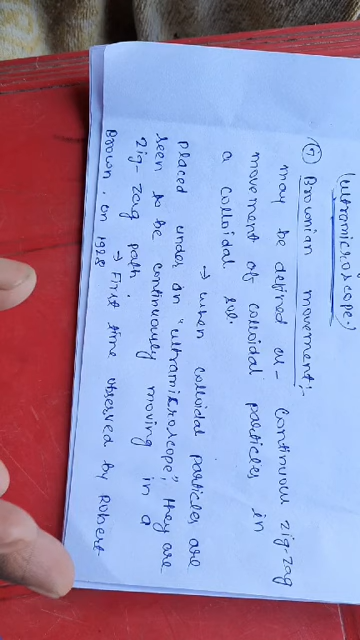 (ultramicroscope.)
⑦ Brownian movement:-
may be defined as- continuous zig-zag
movement of colloidal particles in
a colloidal sol.
→ when colloidal particles are
placed under an "ultramicroscope", they are
seen to be continuously moving in a
zig-zag path.
→ First time observed by Robert
Brown, on 1928